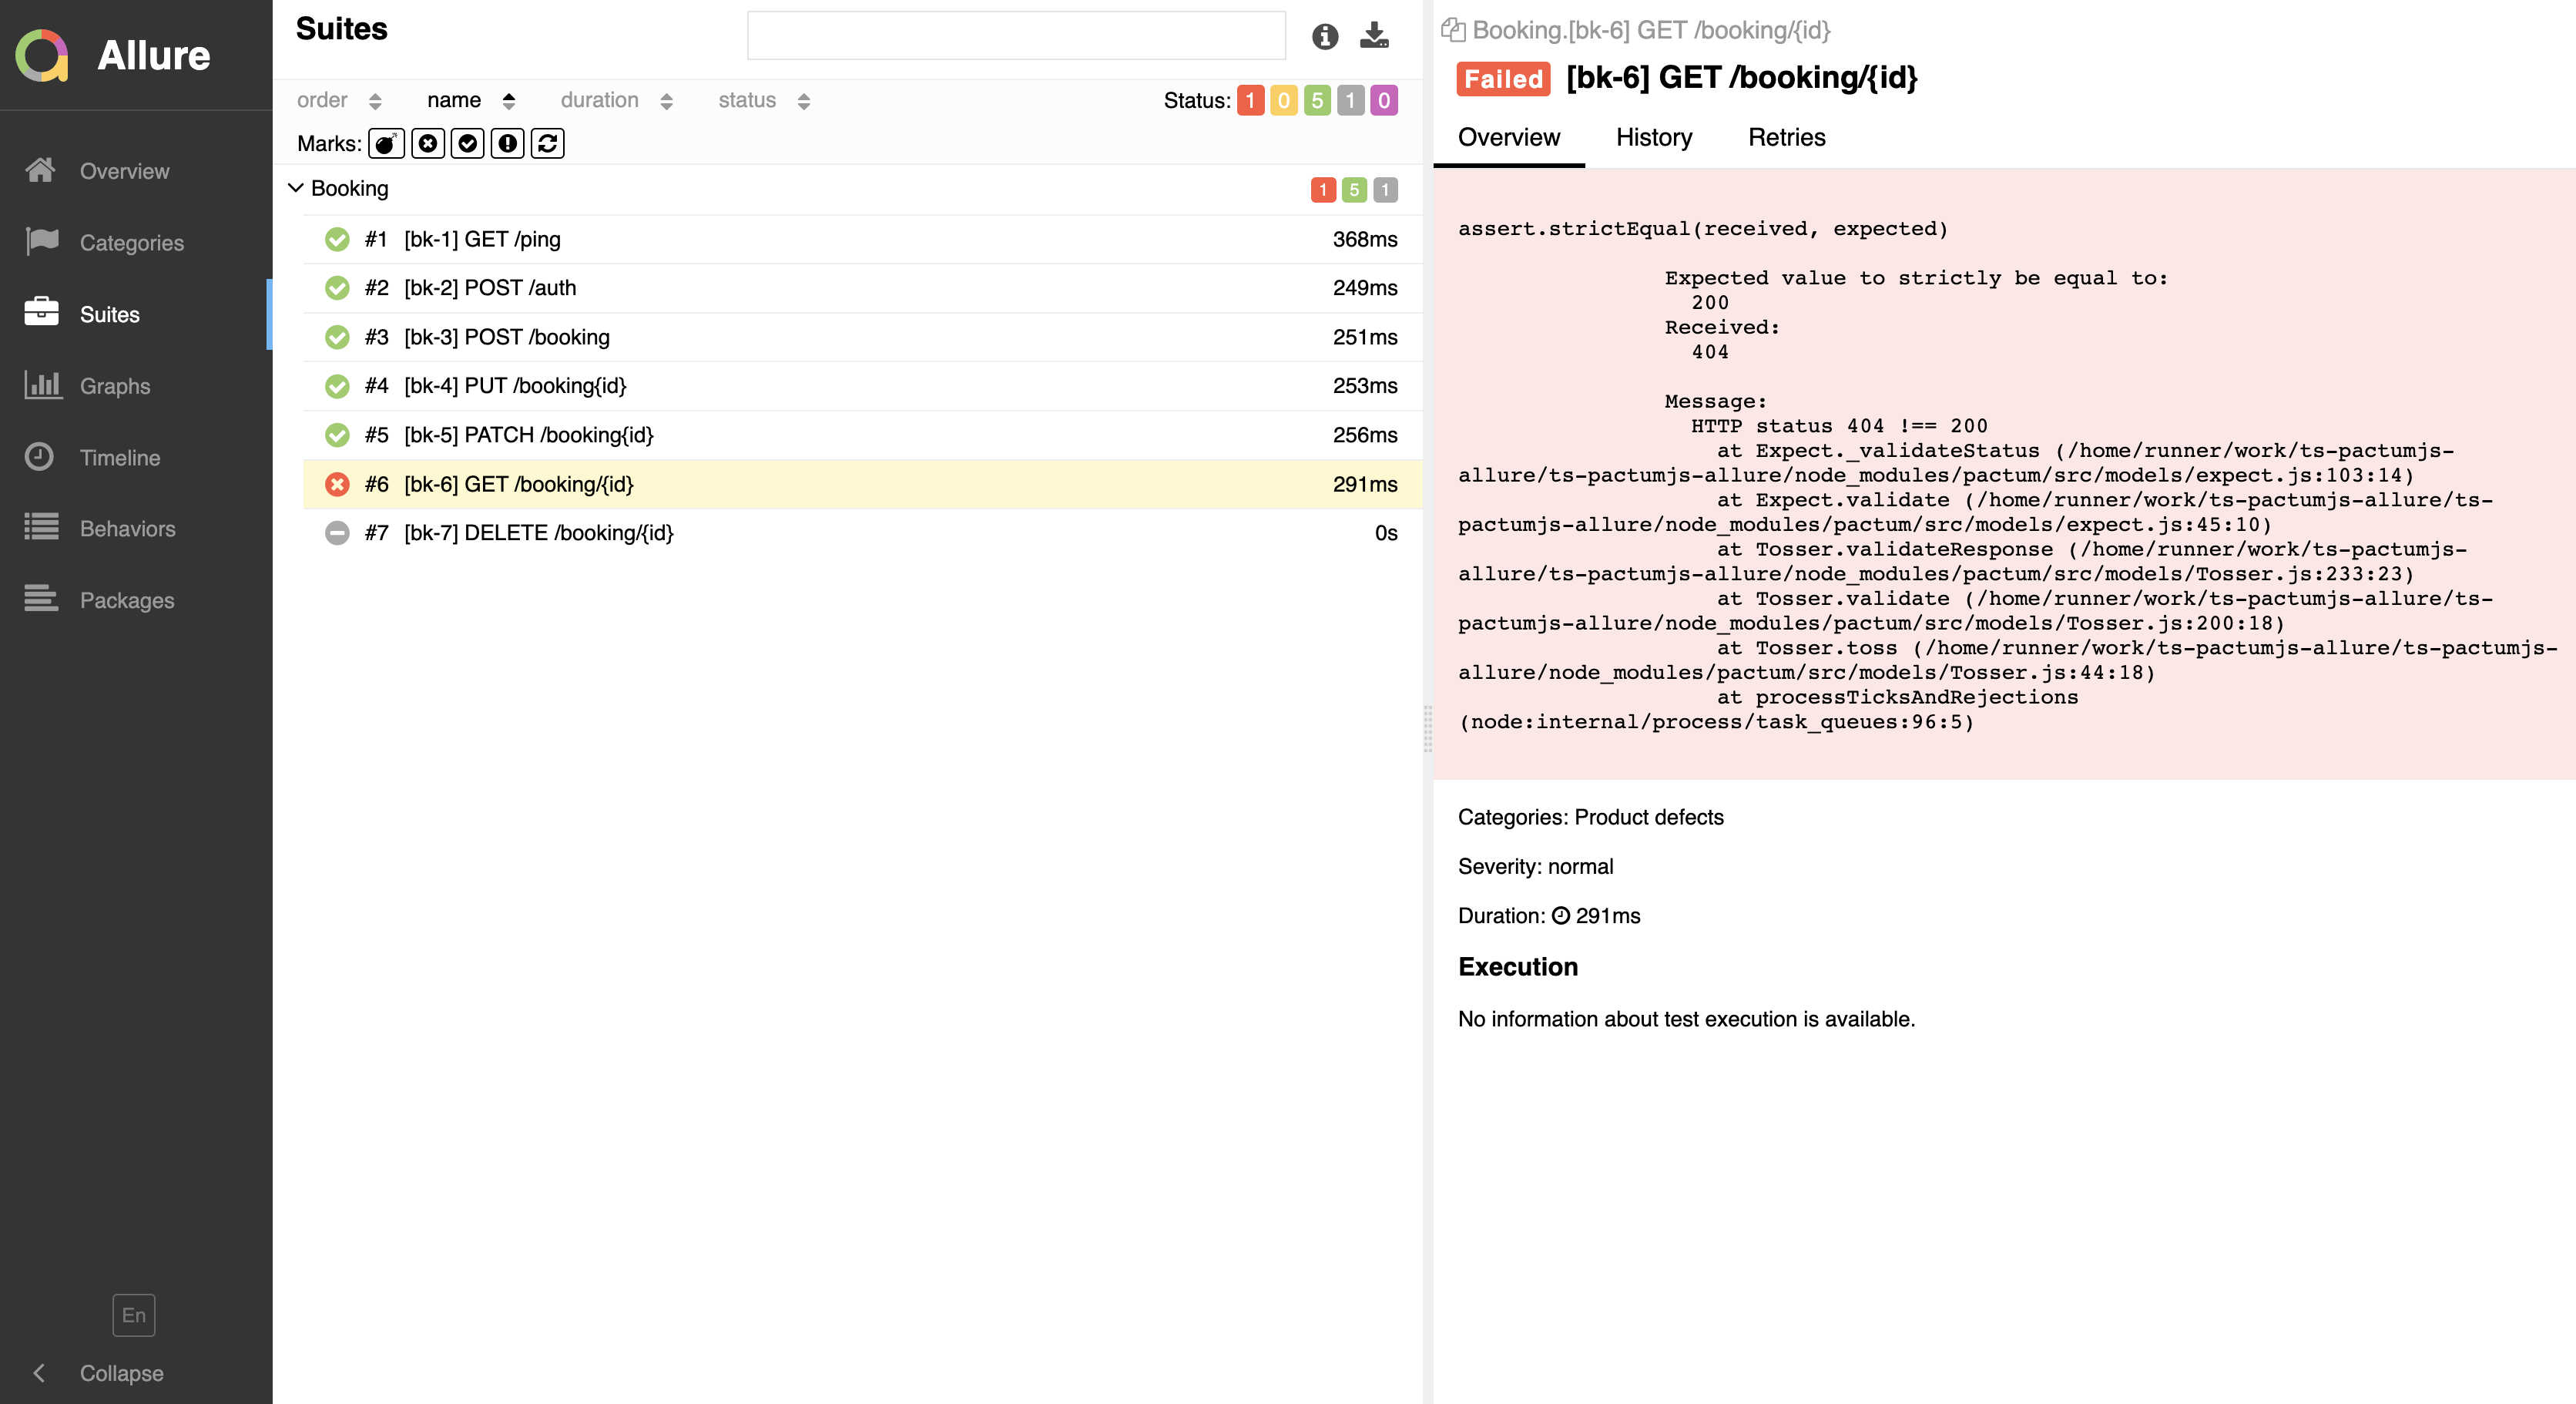 Allure
Overview
Categories
Suites
Graphs
Timeline
Behaviors
Packages
En
Collapse
Suites
order name duration status
Status: 1 0 5 1 0
Marks:
Booking 1 5 1
#1 [bk-1] GET /ping 368ms
#2 [bk-2] POST /auth 249ms
#3 [bk-3] POST /booking 251ms
#4 [bk-4] PUT /booking{id} 253ms
#5 [bk-5] PATCH /booking{id} 256ms
#6 [bk-6] GET /booking/{id} 291ms
#7 [bk-7] DELETE /booking/{id} 0s
Booking.[bk-6] GET /booking/{id}
Failed [bk-6] GET /booking/{id}
Overview History Retries
assert.strictEqual(received, expected)
Expected value to strictly be equal to:
200
Received:
404
Message:
HTTP status 404 !== 200
at Expect._validateStatus (/home/runner/work/ts-pactumjs-
allure/ts-pactumjs-allure/node_modules/pactum/src/models/expect.js:103:14)
at Expect.validate (/home/runner/work/ts-pactumjs-allure/ts-
pactumjs-allure/node_modules/pactum/src/models/expect.js:45:10)
at Tosser.validateResponse (/home/runner/work/ts-pactumjs-
allure/ts-pactumjs-allure/node_modules/pactum/src/models/Tosser.js:233:23)
at Tosser.validate (/home/runner/work/ts-pactumjs-allure/ts-
pactumjs-allure/node_modules/pactum/src/models/Tosser.js:200:18)
at Tosser.toss (/home/runner/work/ts-pactumjs-allure/ts-pactumjs-
allure/node_modules/pactum/src/models/Tosser.js:44:18)
at processTicksAndRejections
(node:internal/process/task_queues:96:5)
Categories: Product defects
Severity: normal
Duration: 291ms
Execution
No information about test execution is available.